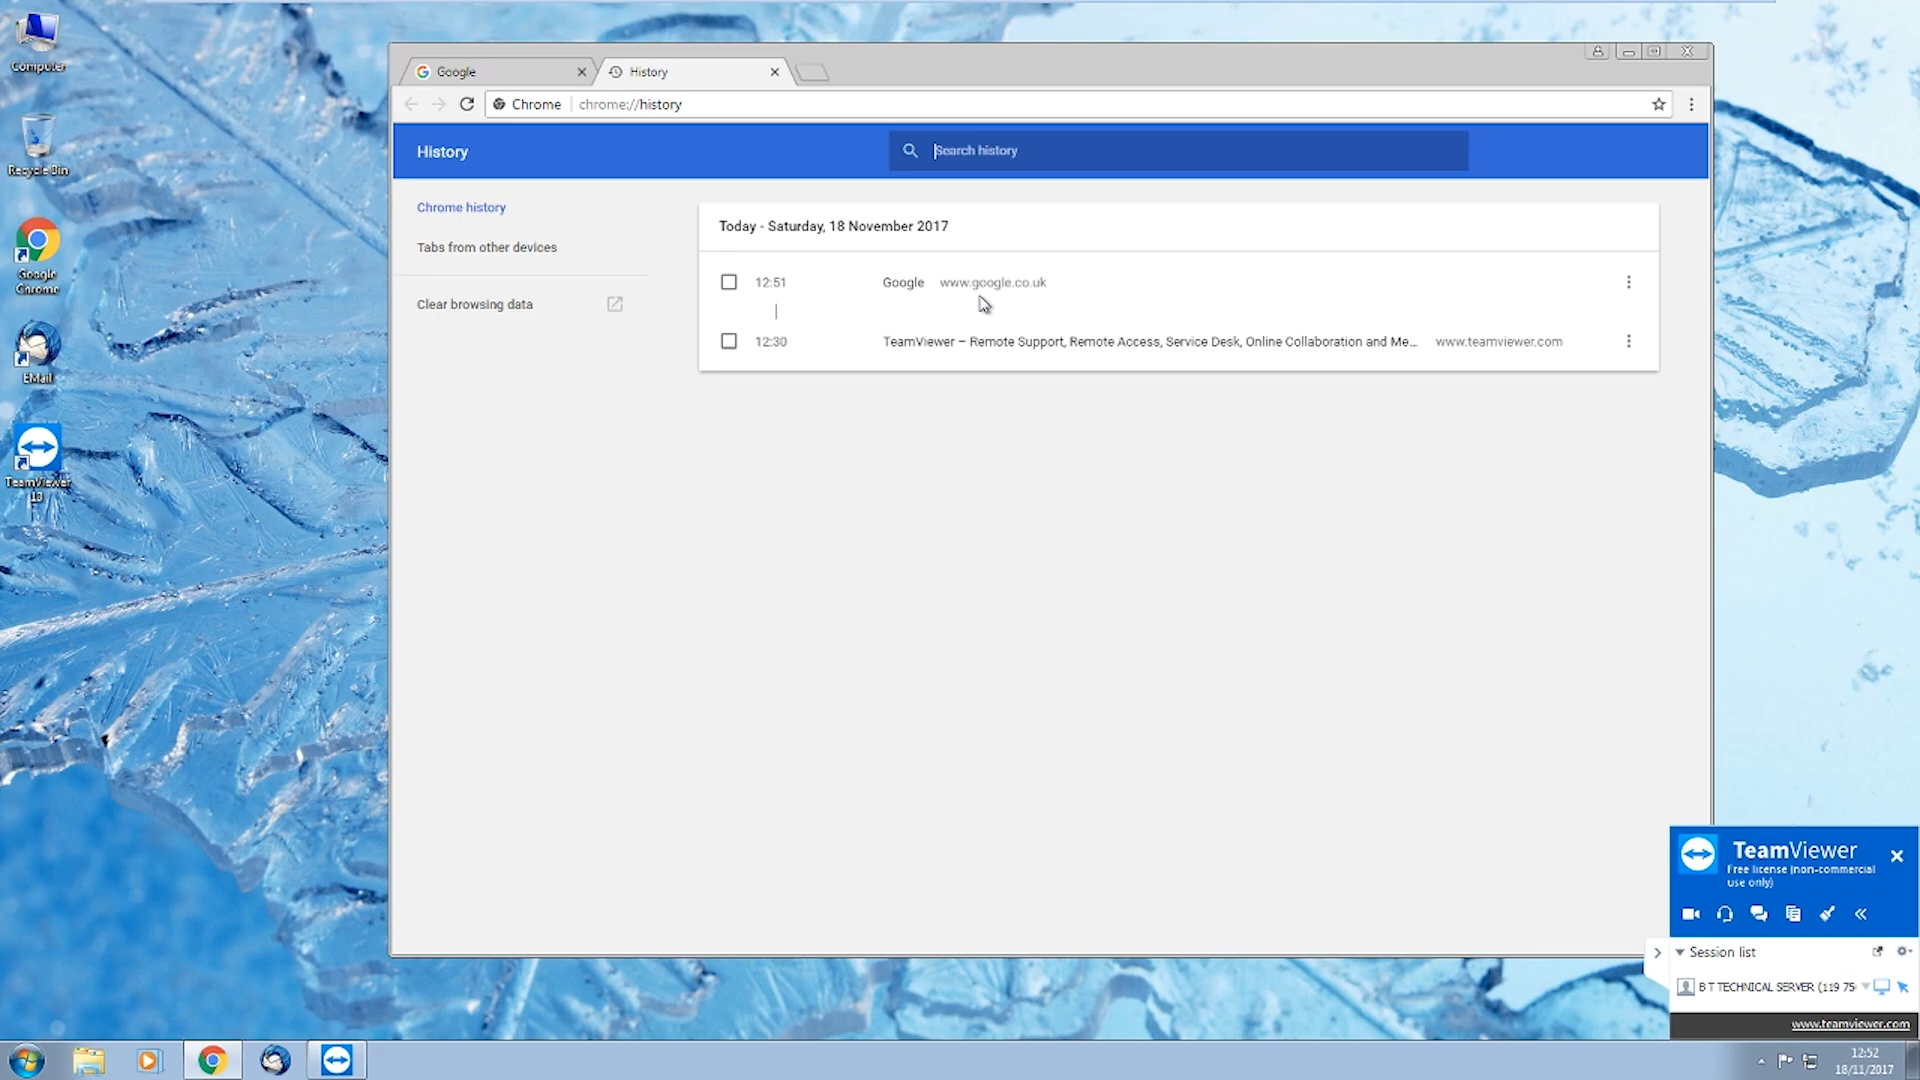 Computer
Recycle Bin
Google
Chrome
EMail
TeamViewer
13
Google
History
Chrome
chrome://history
History
Search history
Chrome history
Tabs from other devices
Clear browsing data
Today - Saturday, 18 November 2017
12:51 Google www.google.co.uk
12:30 TeamViewer – Remote Support, Remote Access, Service Desk, Online Collaboration and Me... www.teamviewer.com
TeamViewer
Free license (non-commercial
use only)
Session list
B T TECHNICAL SERVER (119 75
www.teamviewer.com
12:52
18/11/2017